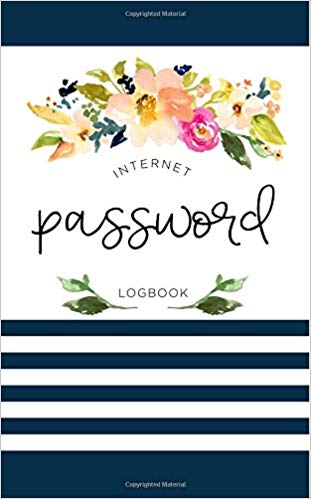 Copyrighted Material
INTERNET
password
LOGBOOK
Copyrighted Material